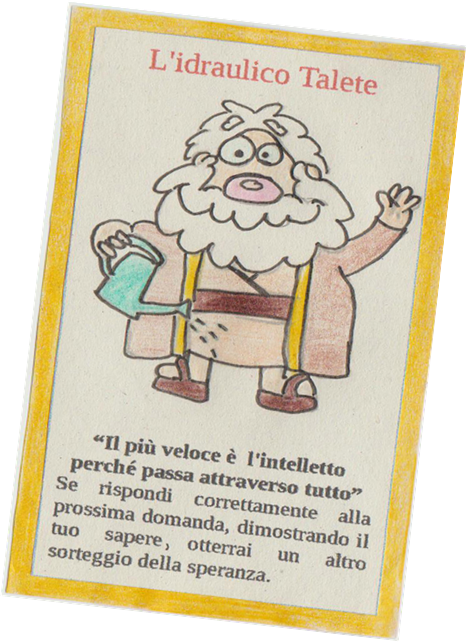 L'idraulico Talete
“Il più veloce è l'intelletto
perché passa attraverso tutto”
Se rispondi correttamente alla
prossima domanda, dimostrando il
tuo sapere, otterrai un altro
sorteggio della speranza.